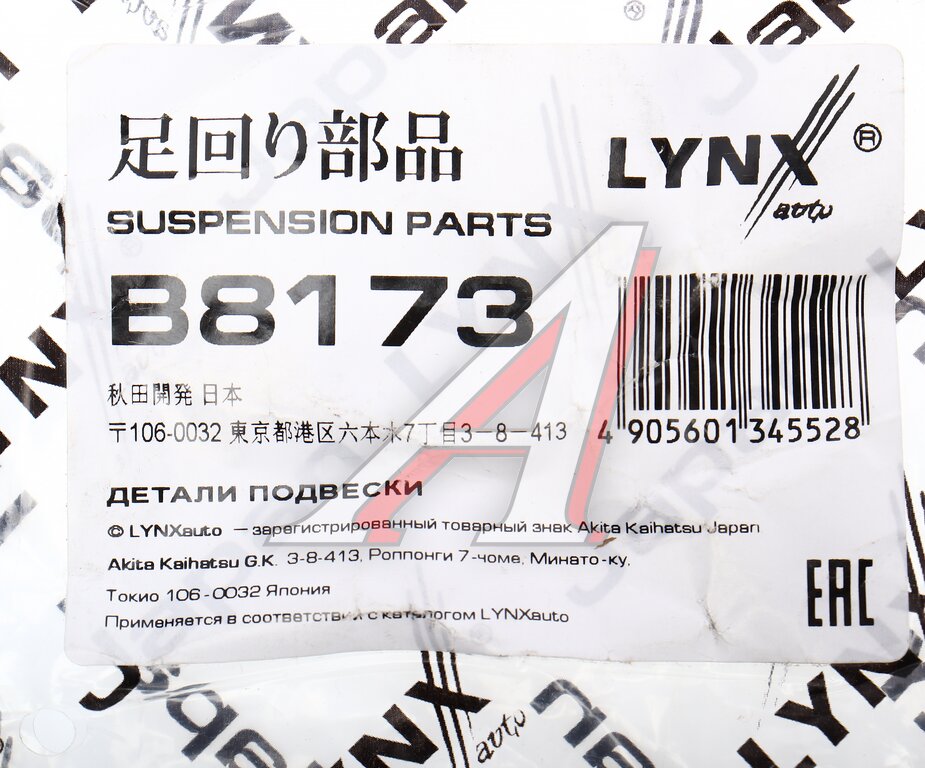 足回り部品
LYNX
auto
®
SUSPENSION PARTS
B8173
秋田開発 日本
〒106-0032 東京都港区六本木7丁目3-8-413
4 905601 345528
ДЕТАЛИ ПОДВЕСКИ
© LYNXauto — зарегистрированный товарный знак Akita Kaihatsu Japan
Akita Kaihatsu G.K. 3-8-413, Роппонги 7-чоме, Минато-ку,
Токио 106-0032 Япония
Применяется в соответствии с каталогом LYNXauto
EAC
auto